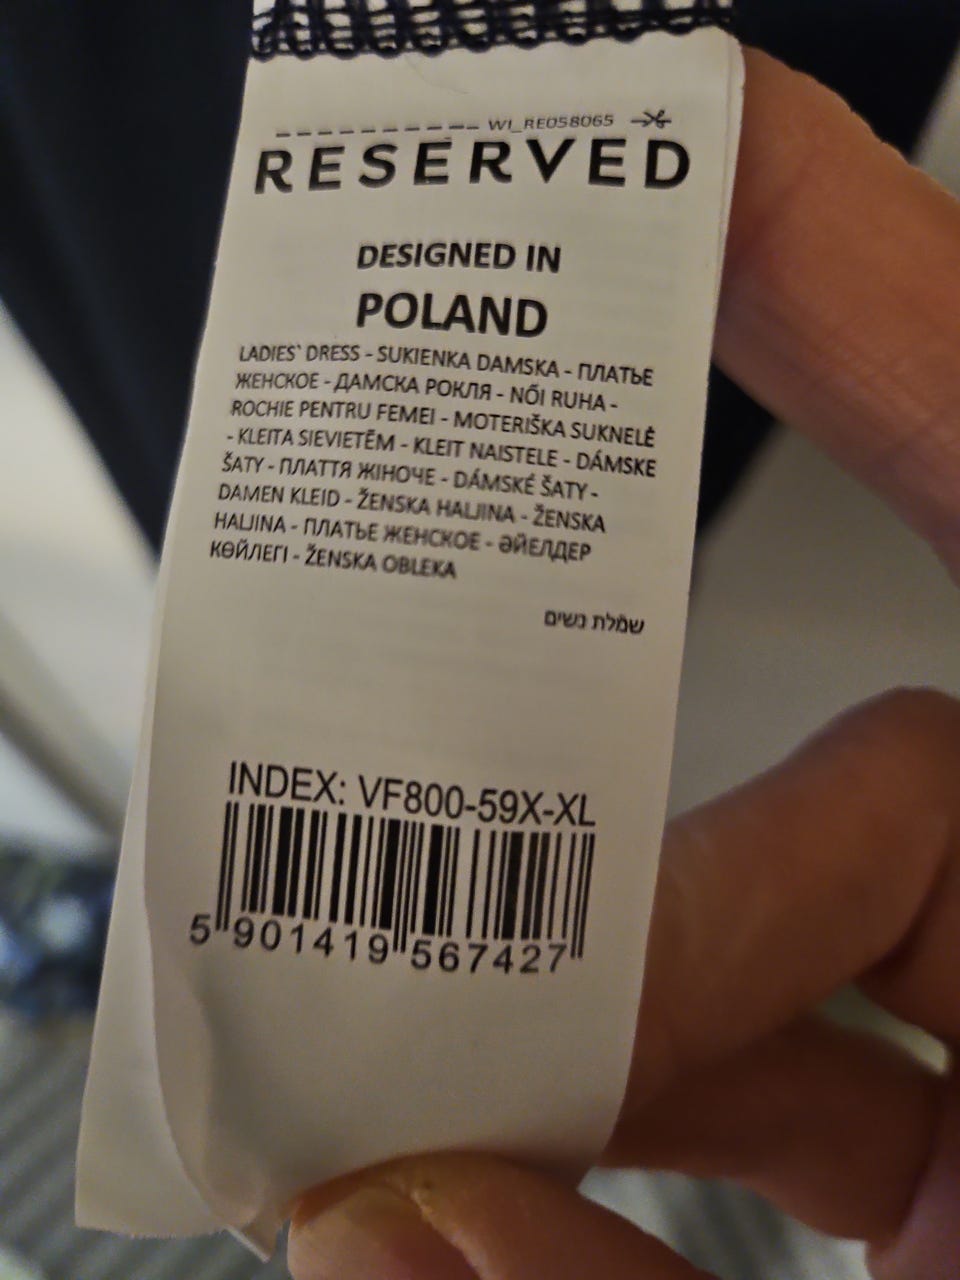 WI_RE058065
RESERVED
DESIGNED IN
POLAND
LADIES` DRESS - SUKIENKA DAMSKA - ПЛАТЬЕ
ЖЕНСКОЕ - ДАМСКА РОКЛЯ - NŐI RUHA -
ROCHIE PENTRU FEMEI - MOTERIŠKA SUKNELĖ
- KLEITA SIEVIETĒM - KLEIT NAISTELE - DÁMSKE
ŠATY - ПЛАТТЯ ЖІНОЧЕ - DÁMSKÉ ŠATY -
DAMEN KLEID - ŽENSKA HALJINA - ŽENSKA
HALJINA - ПЛАТЬЕ ЖЕНСКОЕ - ӘЙЕЛДЕР
КӨЙЛЕГІ - ŽENSKA OBLEKA
שמלת נשים
INDEX: VF800-59X-XL
5 901419 567427